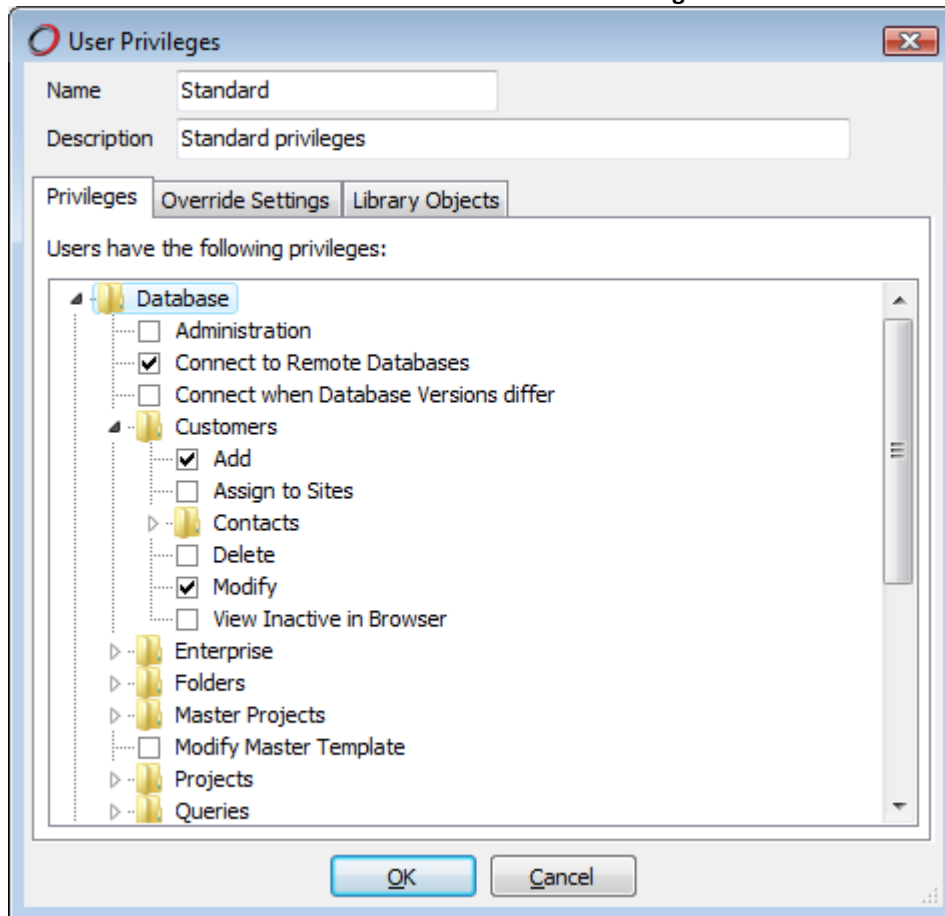 User Privileges
Name Standard
Description Standard privileges
Privileges Override Settings Library Objects
Users have the following privileges:
Database
Administration
Connect to Remote Databases
Connect when Database Versions differ
Customers
Add
Assign to Sites
Contacts
Delete
Modify
View Inactive in Browser
Enterprise
Folders
Master Projects
Modify Master Template
Projects
Queries
OK Cancel